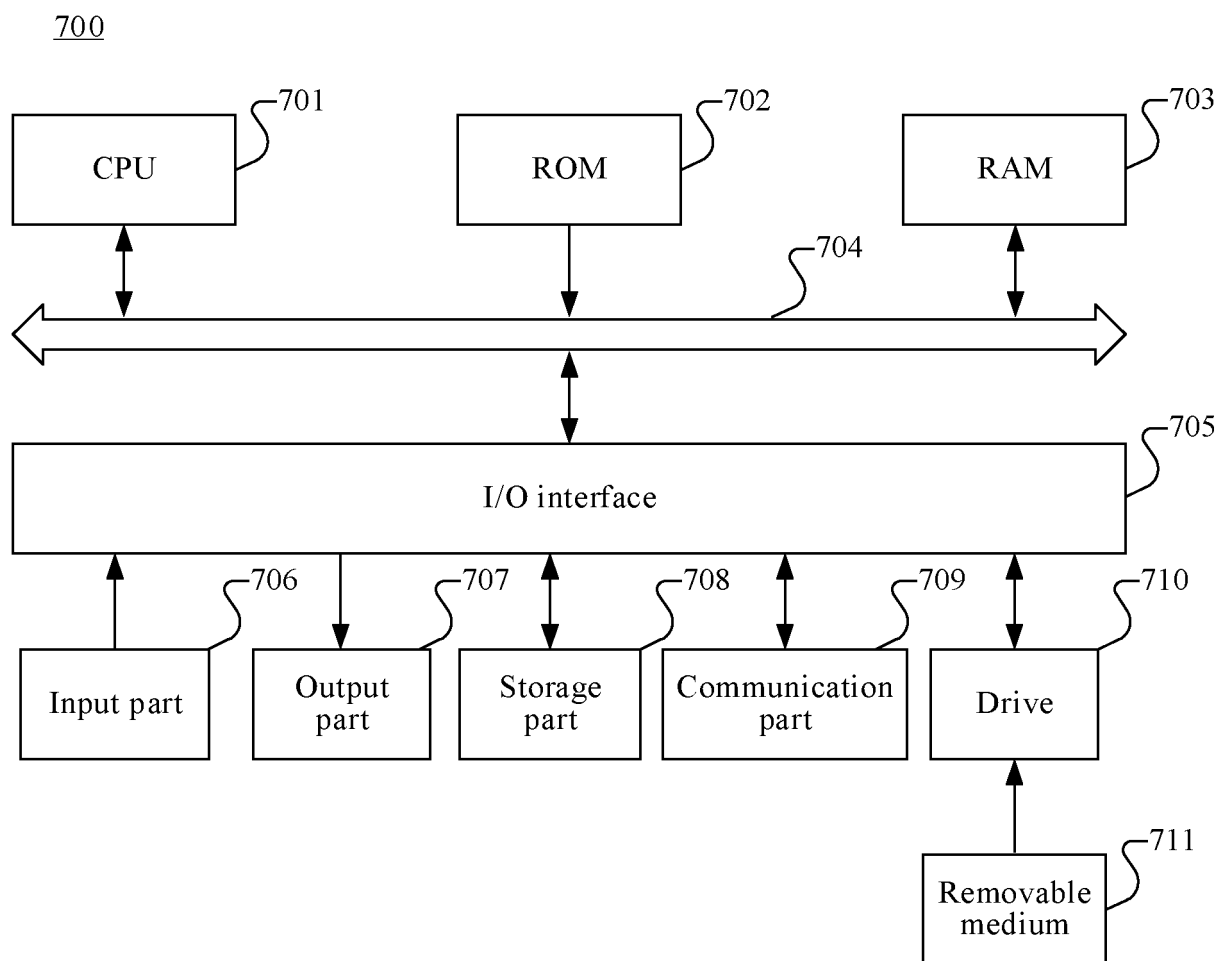 700
701
702
703
CPU
ROM
RAM
704
705
I/O interface
706
707
708
709
710
Input part
Output
part
Storage
part
Communication
part
Drive
711
Removable
medium